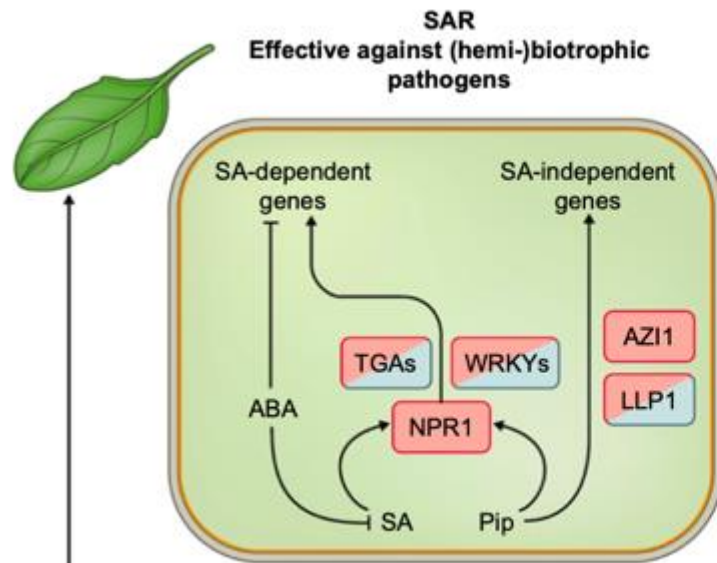 SAR
Effective against (hemi-)biotrophic
pathogens
SA-dependent
genes
SA-independent
genes
AZI1
TGAs
WRKYs
LLP1
ABA
NPR1
SA
Pip